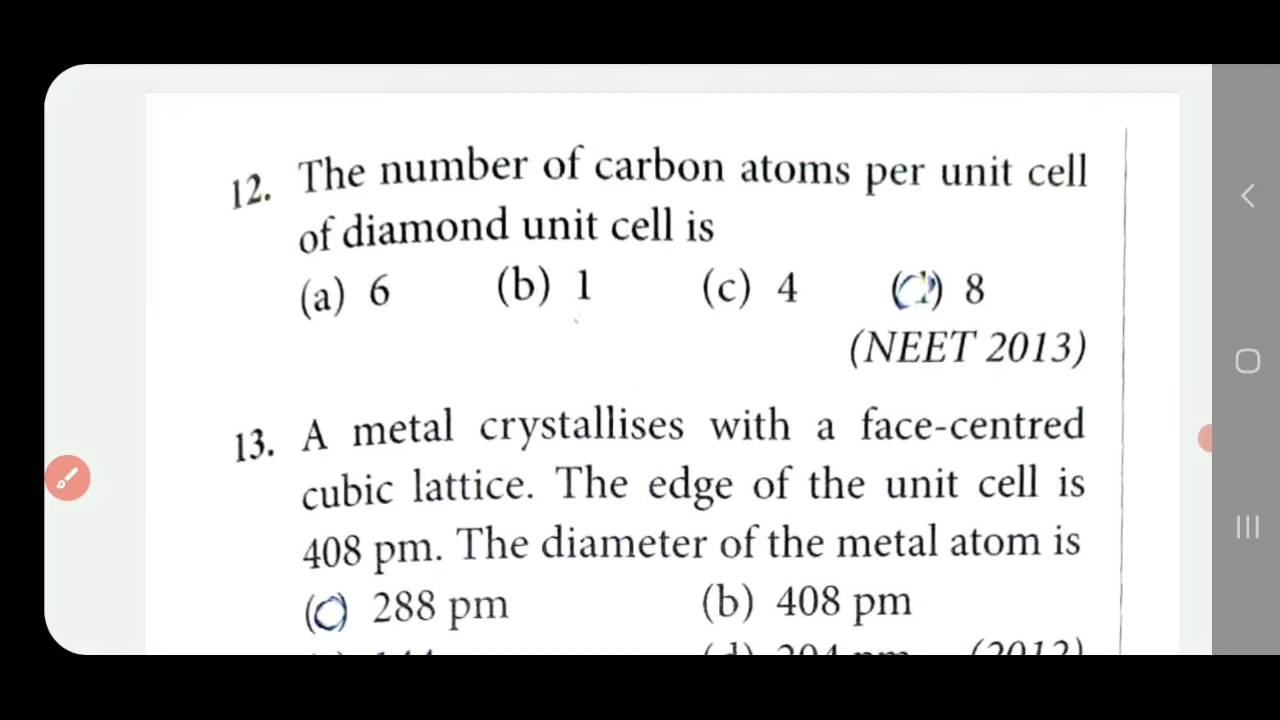 12. The number of carbon atoms per unit cell
of diamond unit cell is
(a) 6 (b) 1 (c) 4 ( ) 8
(NEET 2013)
13. A metal crystallises with a face-centred
cubic lattice. The edge of the unit cell is
408 pm. The diameter of the metal atom is
( ) 288 pm (b) 408 pm
(2012)